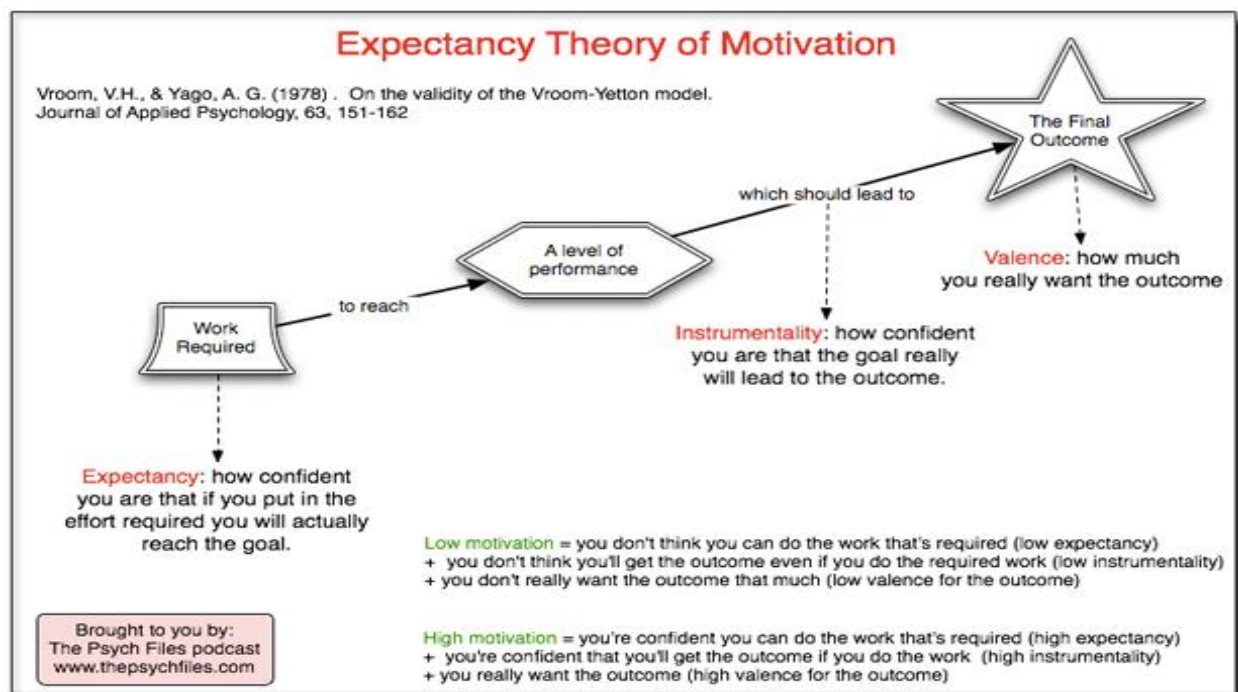 Expectancy Theory of Motivation
Vroom, V.H., & Yago, A. G. (1978) . On the validity of the Vroom-Yetton model.
Journal of Applied Psychology, 63, 151-162
The Final
Outcome
which should lead to
A level of
performance
Valence: how much
you really want the outcome
to reach
Work
Required
Instrumentality: how confident
you are that the goal really
will lead to the outcome.
Expectancy: how confident
you are that if you put in the
effort required you will actually
reach the goal.
Low motivation = you don't think you can do the work that's required (low expectancy)
+ you don't think you'll get the outcome even if you do the required work (low instrumentality)
+ you don't really want the outcome that much (low valence for the outcome)
Brought to you by:
The Psych Files podcast
www.thepsychfiles.com
High motivation = you're confident you can do the work that's required (high expectancy)
+ you're confident that you'll get the outcome if you do the work (high instrumentality)
+ you really want the outcome (high valence for the outcome)